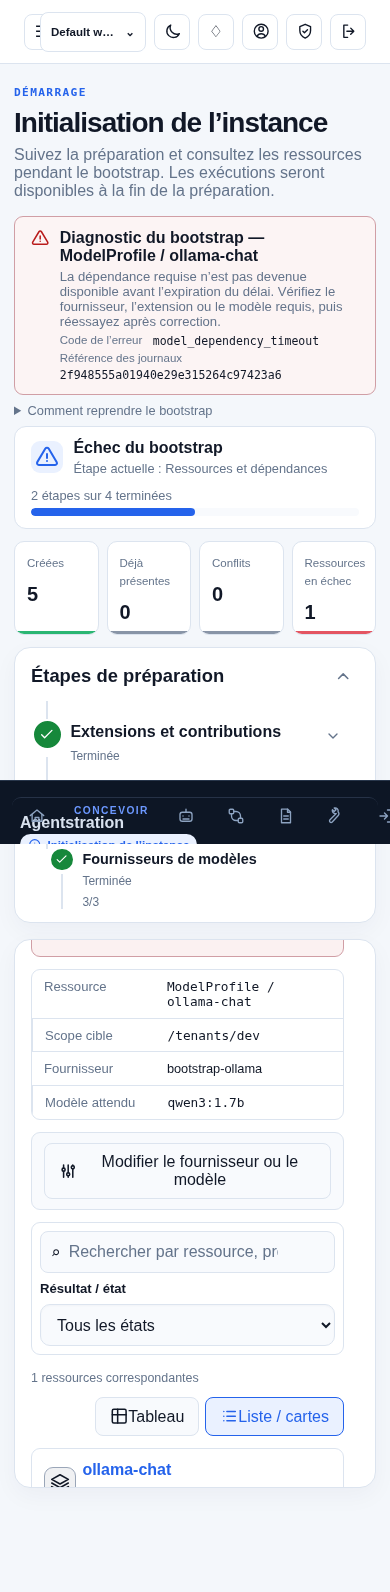 Default w...
DÉMARRAGE
Initialisation de l’instance
Suivez la préparation et consultez les ressources
pendant le bootstrap. Les exécutions seront
disponibles à la fin de la préparation.
Diagnostic du bootstrap —
ModelProfile / ollama-chat
La dépendance requise n’est pas devenue
disponible avant l’expiration du délai. Vérifiez le
fournisseur, l’extension ou le modèle requis, puis
réessayez après correction.
Code de l’erreur model_dependency_timeout
Référence des journaux
2f948555a01940e29e315264c97423a6
Comment reprendre le bootstrap
Échec du bootstrap
Étape actuelle : Ressources et dépendances
2 étapes sur 4 terminées
Créées
5
Déjà
présentes
0
Conflits
0
Ressources
en échec
1
Étapes de préparation
Extensions et contributions
Terminée
CONCEVOIR
Agentstration
Initialisation de l’instance
Fournisseurs de modèles
Terminée
3/3
Ressource ModelProfile /
ollama-chat
Scope cible /tenants/dev
Fournisseur bootstrap-ollama
Modèle attendu qwen3:1.7b
Modifier le fournisseur ou le
modèle
Rechercher par ressource, pr
Résultat / état
Tous les états
1 ressources correspondantes
Tableau
Liste / cartes
ollama-chat